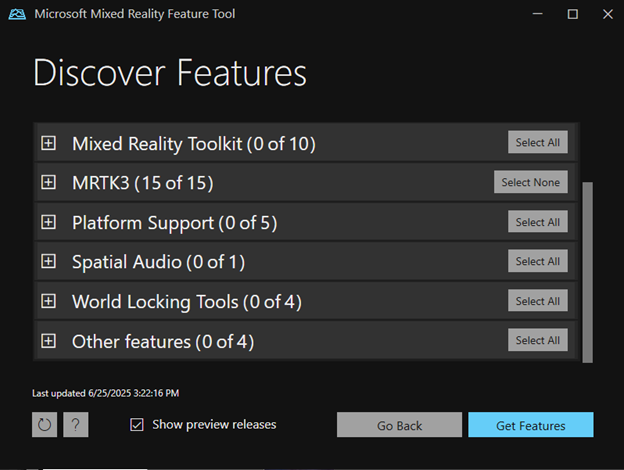 Microsoft Mixed Reality Feature Tool
Discover Features
Mixed Reality Toolkit (0 of 10) Select All
MRTK3 (15 of 15) Select None
Platform Support (0 of 5) Select All
Spatial Audio (0 of 1) Select All
World Locking Tools (0 of 4) Select All
Other features (0 of 4) Select All
Last updated 6/25/2025 3:22:16 PM
? Show preview releases Go Back Get Features